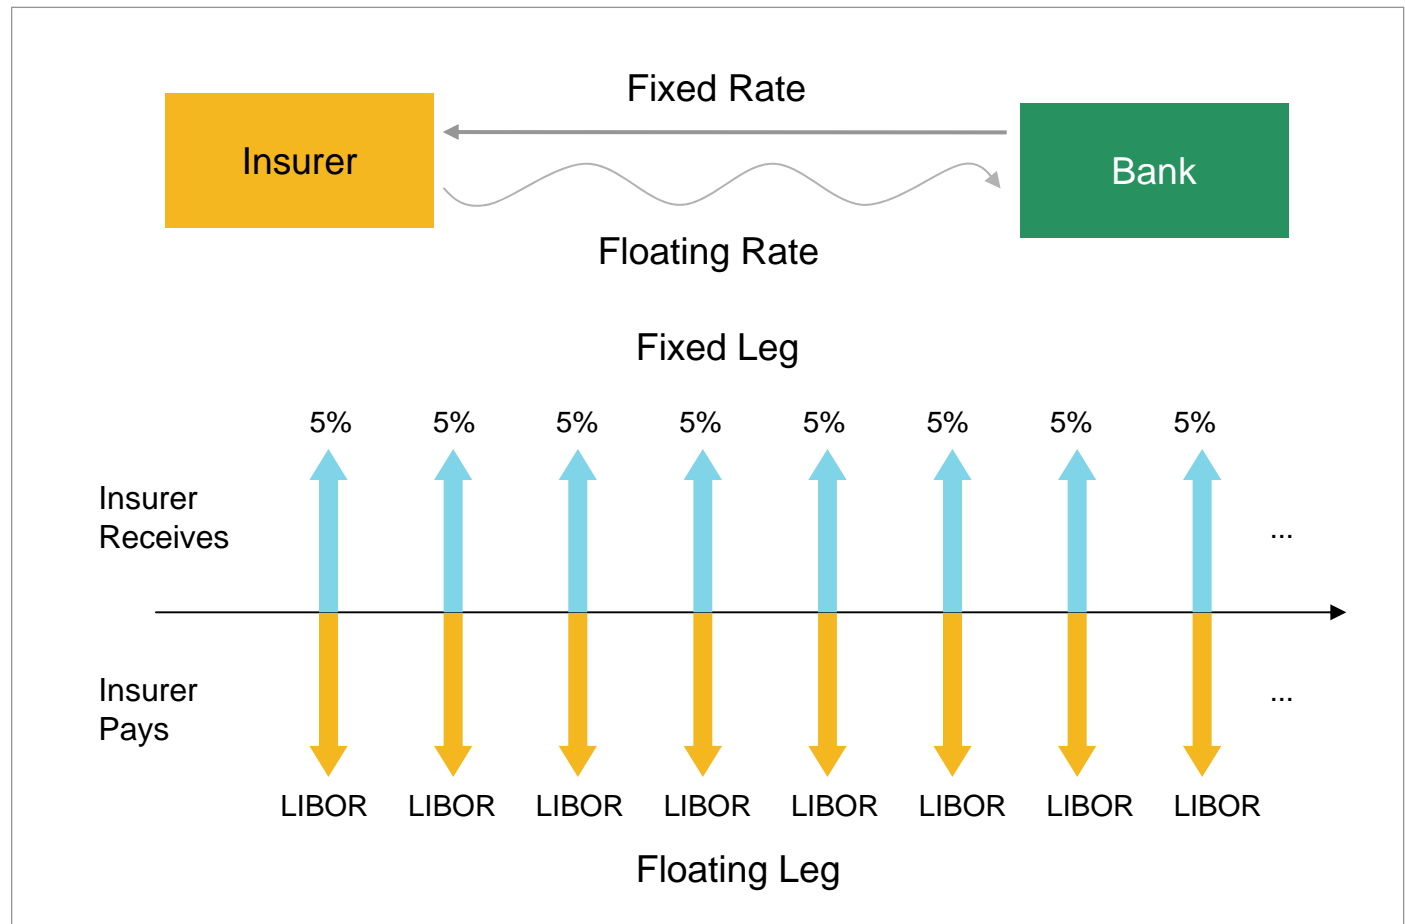 Fixed Rate
Insurer
Bank
Floating Rate
Fixed Leg
5% 5% 5% 5% 5% 5% 5% 5%
Insurer
Receives
...
Insurer
Pays
...
LIBOR LIBOR LIBOR LIBOR LIBOR LIBOR LIBOR LIBOR
Floating Leg